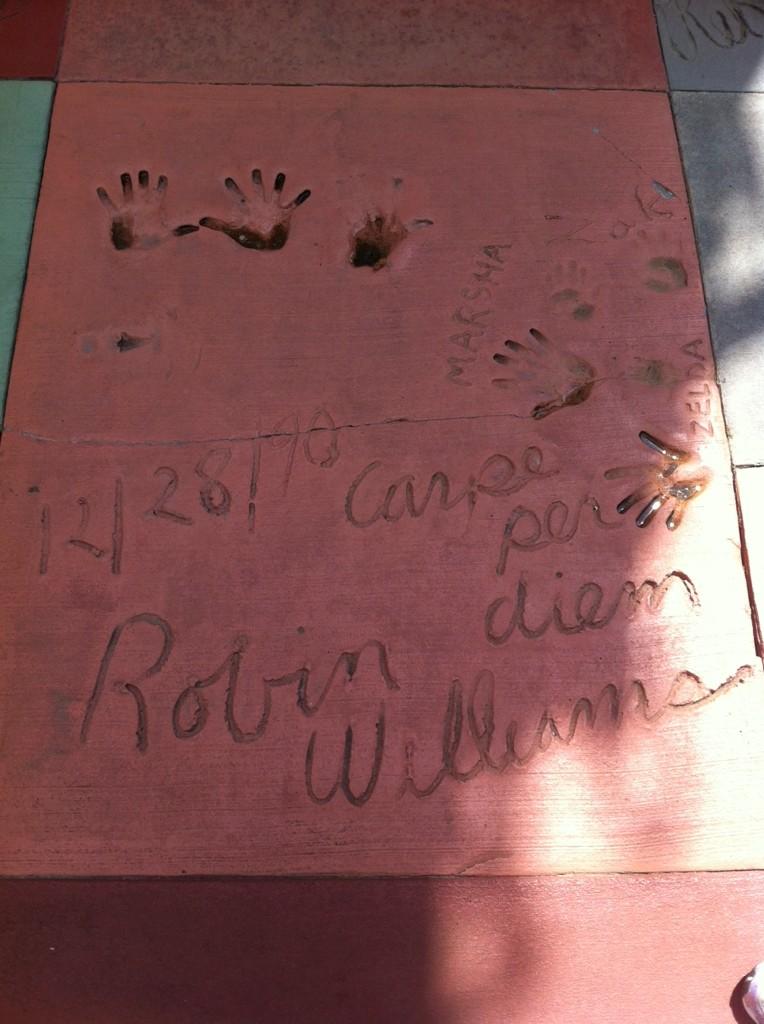 MARSHA
ZELDA
12/28/90
Carpe
per
diem
Robin
Williams